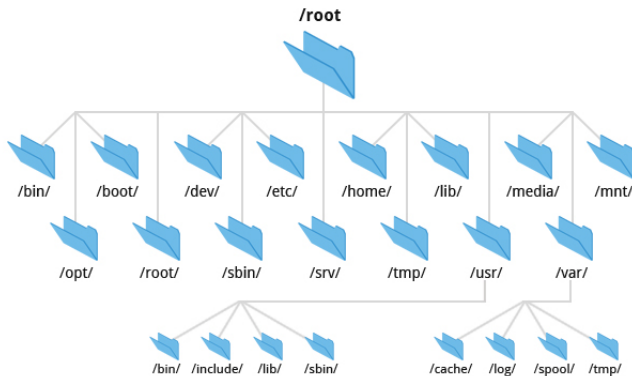 /root
/bin/ /boot/ /dev/ /etc/ /home/ /lib/ /media/ /mnt/
/opt/ /root/ /sbin/ /srv/ /tmp/ /usr/ /var/
/bin/ /include/ /lib/ /sbin/ /cache/ /log/ /spool/ /tmp/